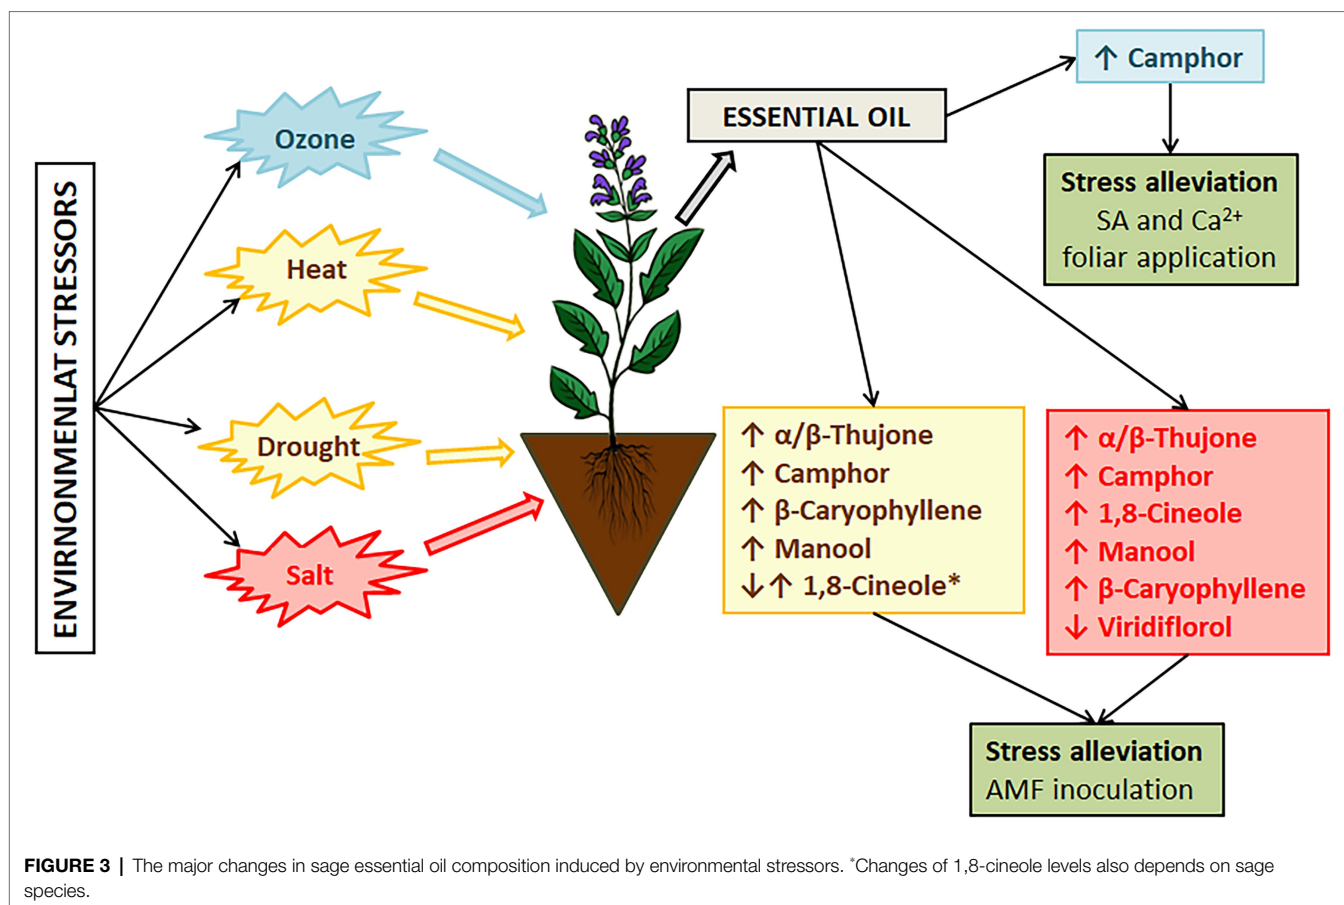 ENVIRNONMENLAT STRESSORS
Ozone
Heat
Drought
Salt
ESSENTIAL OIL
↑ Camphor
Stress alleviation
SA and Ca²⁺
foliar application
↑ α/β-Thujone
↑ Camphor
↑ β-Caryophyllene
↑ Manool
↓↑ 1,8-Cineole*
↑ α/β-Thujone
↑ Camphor
↑ 1,8-Cineole
↑ Manool
↑ β-Caryophyllene
↓ Viridiflorol
Stress alleviation
AMF inoculation
FIGURE 3 | The major changes in sage essential oil composition induced by environmental stressors. *Changes of 1,8-cineole levels also depends on sage
species.